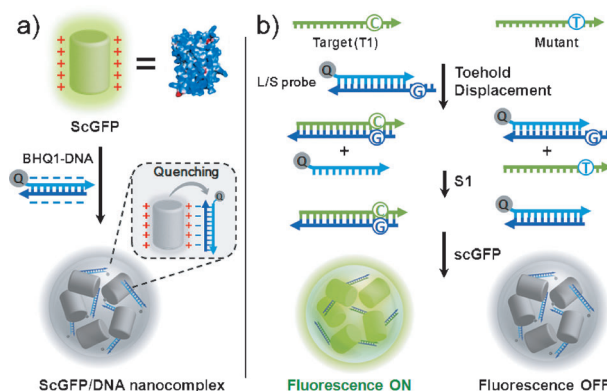 a)
ScGFP
BHQ1-DNA
Q
Quenching
Q
ScGFP/DNA nanocomplex
b)
C
T
Target (T1)
Mutant
L/S probe
Q
G
Toehold
Displacement
C
G
Q
G
+
+
Q
T
S1
C
G
Q
scGFP
Fluorescence ON
Fluorescence OFF